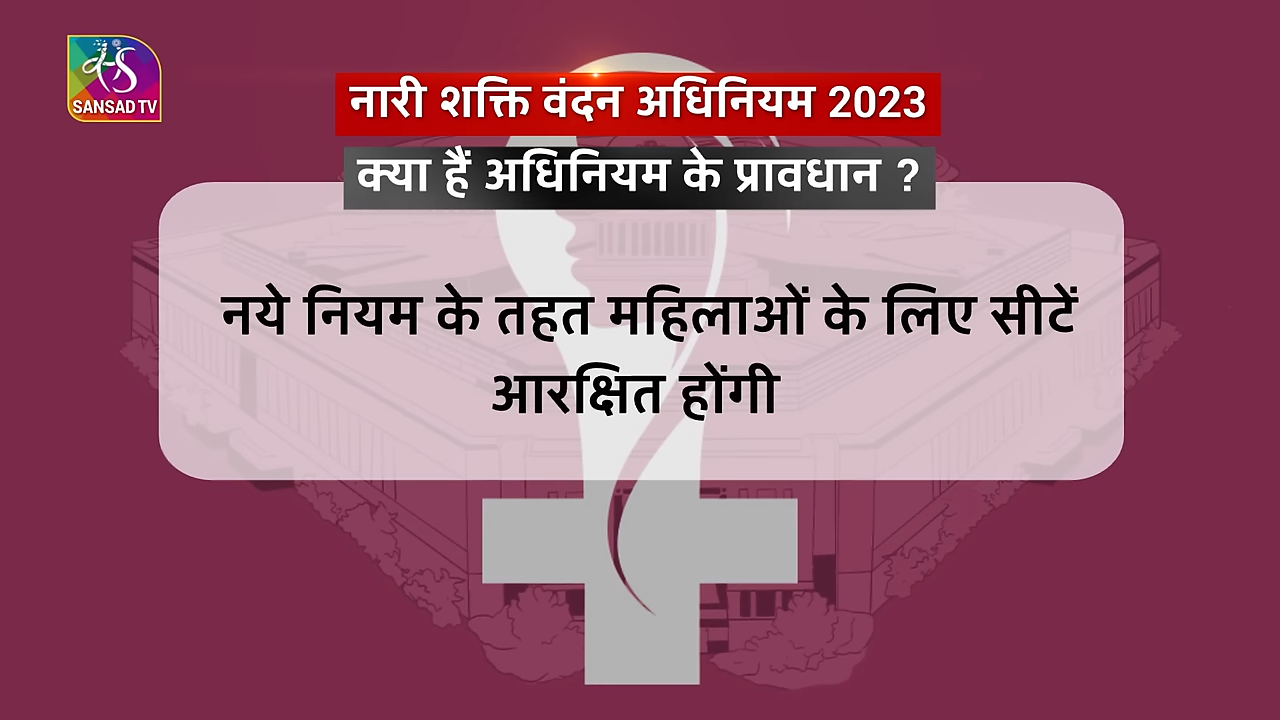 SANSAD TV
नारी शक्ति वंदन अधिनियम 2023
क्या हैं अधिनियम के प्रावधान ?
नये नियम के तहत महिलाओं के लिए सीटें
आरक्षित होंगी